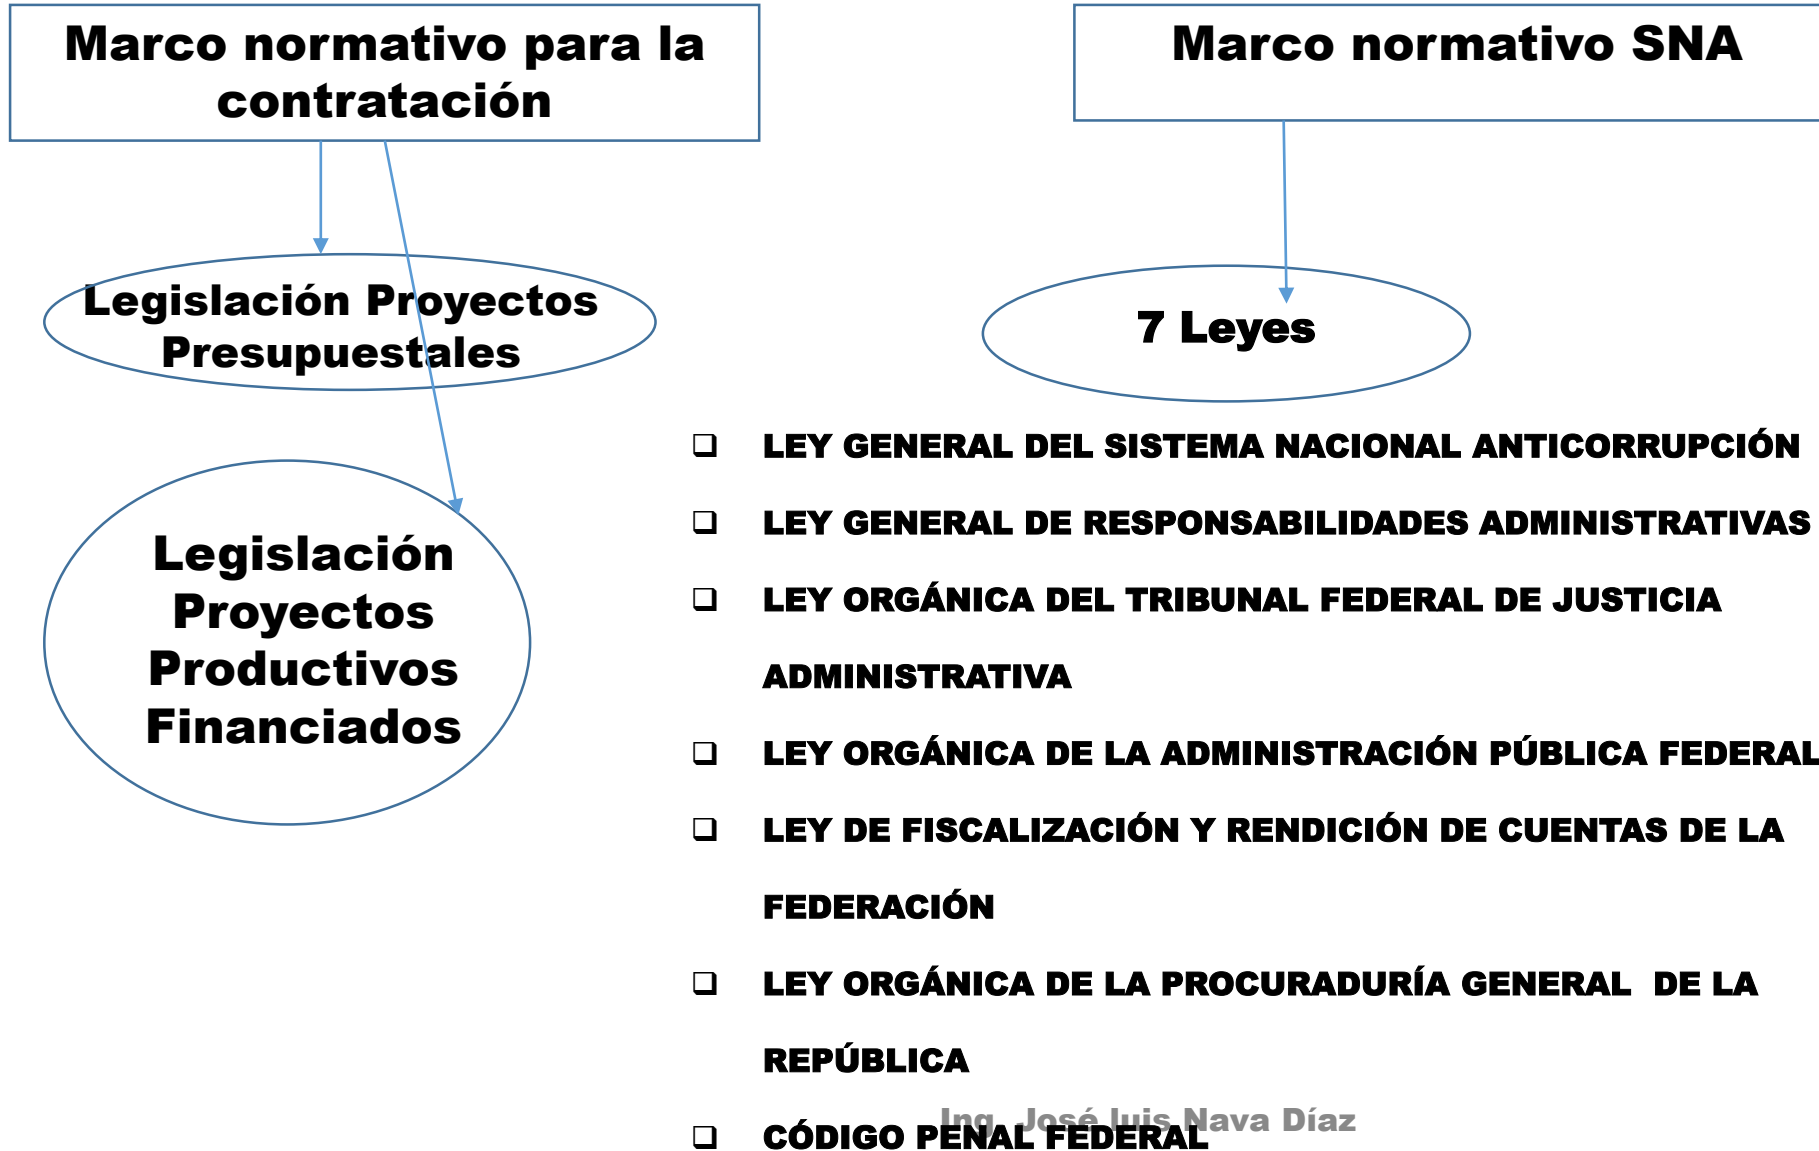 Marco normativo para la
contratación
Legislación Proyectos
Presupuestales
Legislación
Proyectos
Productivos
Financiados
Marco normativo SNA
7 Leyes
❑ LEY GENERAL DEL SISTEMA NACIONAL ANTICORRUPCIÓN
❑ LEY GENERAL DE RESPONSABILIDADES ADMINISTRATIVAS
❑ LEY ORGÁNICA DEL TRIBUNAL FEDERAL DE JUSTICIA
ADMINISTRATIVA
❑ LEY ORGÁNICA DE LA ADMINISTRACIÓN PÚBLICA FEDERAL
❑ LEY DE FISCALIZACIÓN Y RENDICIÓN DE CUENTAS DE LA
FEDERACIÓN
❑ LEY ORGÁNICA DE LA PROCURADURÍA GENERAL  DE LA
REPÚBLICA
❑ CÓDIGO PENAL FEDERAL
Ing. José luis Nava Díaz